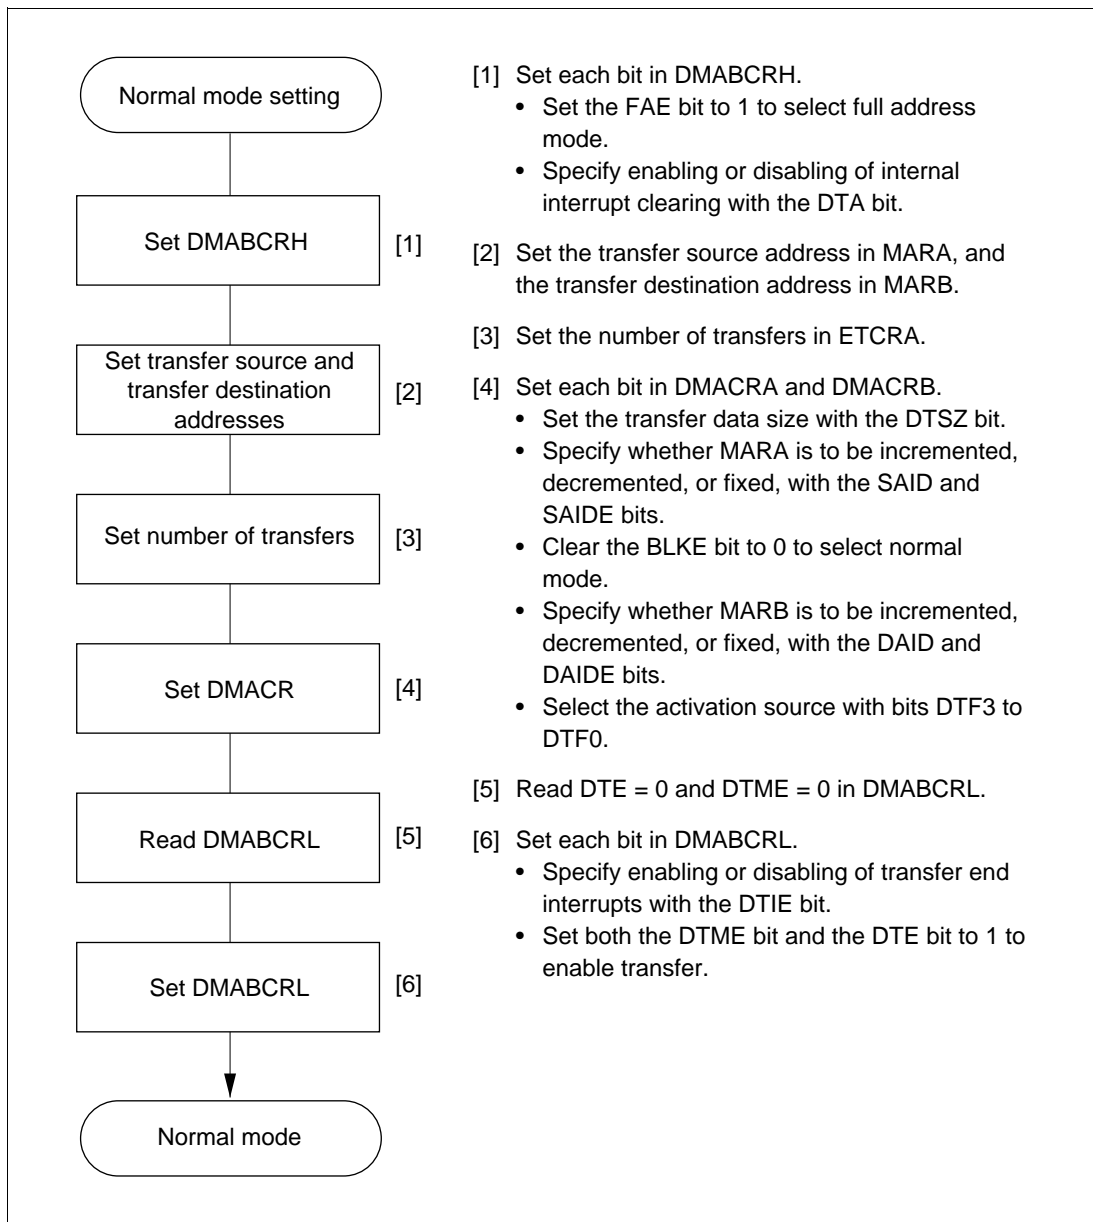 Normal mode setting
Set DMABCRH
[1]
Set transfer source and
transfer destination
addresses
[2]
Set number of transfers
[3]
Set DMACR
[4]
Read DMABCRL
[5]
Set DMABCRL
[6]
Normal mode
[1] Set each bit in DMABCRH.
• Set the FAE bit to 1 to select full address
mode.
• Specify enabling or disabling of internal
interrupt clearing with the DTA bit.
[2] Set the transfer source address in MARA, and
the transfer destination address in MARB.
[3] Set the number of transfers in ETCRA.
[4] Set each bit in DMACRA and DMACRB.
• Set the transfer data size with the DTSZ bit.
• Specify whether MARA is to be incremented,
decremented, or fixed, with the SAID and
SAIDE bits.
• Clear the BLKE bit to 0 to select normal
mode.
• Specify whether MARB is to be incremented,
decremented, or fixed, with the DAID and
DAIDE bits.
• Select the activation source with bits DTF3 to
DTF0.
[5] Read DTE = 0 and DTME = 0 in DMABCRL.
[6] Set each bit in DMABCRL.
• Specify enabling or disabling of transfer end
interrupts with the DTIE bit.
• Set both the DTME bit and the DTE bit to 1 to
enable transfer.